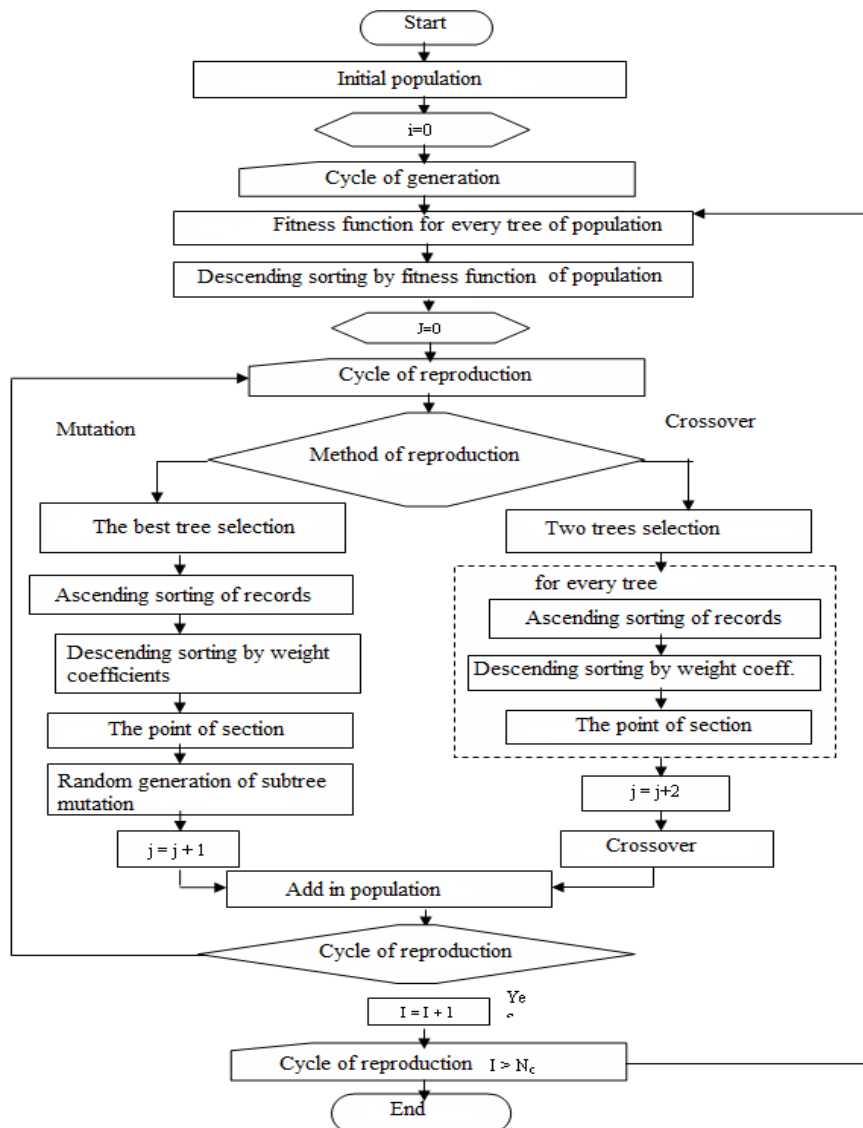 Start
Initial population
i=0
Cycle of generation
Fitness function for every tree of population
Descending sorting by fitness function of population
J=0
Cycle of reproduction
Mutation
Crossover
Method of reproduction
The best tree selection
Two trees selection
for every tree
Ascending sorting of records
Ascending sorting of records
Descending sorting by weight
coefficients
Descending sorting by weight coeff.
The point of section
The point of section
Random generation of subtree
mutation
j = j+2
j = j + 1
Crossover
Add in population
Cycle of reproduction
I = I + 1
Ye
Cycle of reproduction I > Nc
End